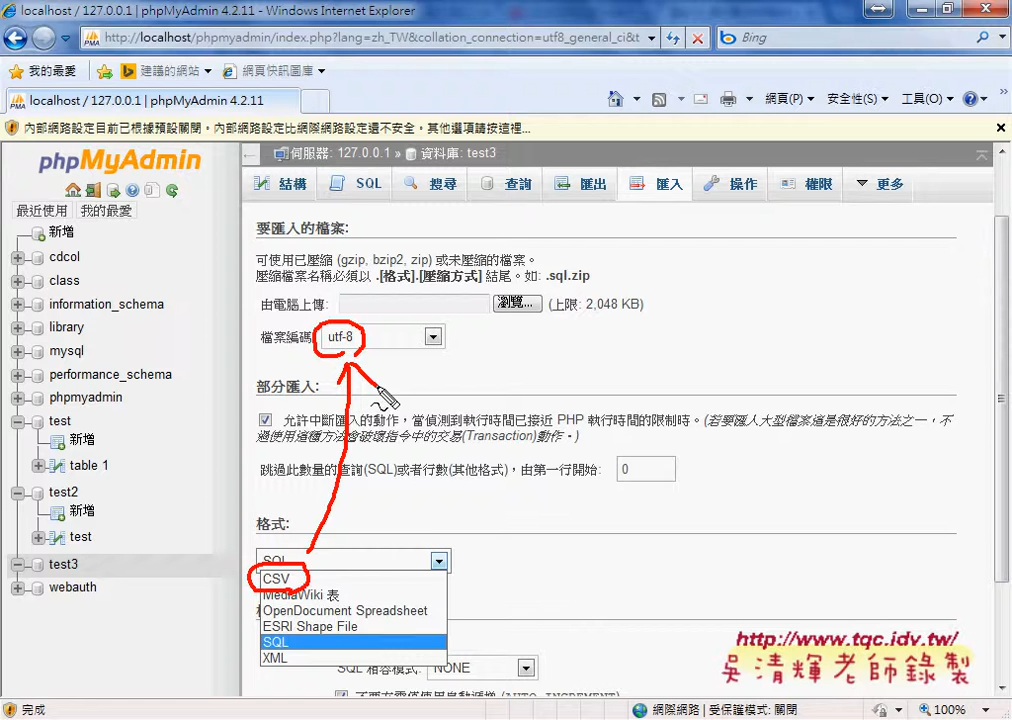 localhost / 127.0.0.1 | phpMyAdmin 4.2.11 - Windows Internet Explorer
http://localhost/phpmyadmin/index.php?lang=zh_TW&collation_connection=utf8_general_ci&t
Bing
我的最愛
建議的網站
網頁快訊圖庫
localhost / 127.0.0.1 | phpMyAdmin 4.2.11
網頁(P)
安全性(S)
工具(O)
內部網路設定目前已根據預設關閉，內部網路設定比網際網路設定還不安全，其他選項請按這裡...
phpMyAdmin
最近使用
我的最愛
新增
cdcol
class
information_schema
library
mysql
performance_schema
phpmyadmin
test
新增
table 1
test2
新增
test
test3
webauth
伺服器: 127.0.0.1 » 資料庫: test3
結構
SQL
搜尋
查詢
匯出
匯入
操作
權限
更多
要匯入的檔案:
可使用已壓縮 (gzip, bzip2, zip) 或未壓縮的檔案。
壓縮檔案名稱必須以 .[格式].[壓縮方式] 結尾。如: .sql.zip
由電腦上傳:
瀏覽...
(上限: 2,048 KB)
檔案編碼:
utf-8
部分匯入:
允許中斷匯入的動作，當偵測到執行時間已接近 PHP 執行時間的限制時。(若要匯入大型檔案這是很好的方法之一，不
過使用這種方法會破壞指令中的交易(Transaction)動作。)
跳過此數量的查詢(SQL)或者行數(其他格式)，由第一行開始:
0
格式:
SQL
CSV
MediaWiki 表
OpenDocument Spreadsheet
ESRI Shape File
SQL
XML
SQL 相容模式:
NONE
不要在零值使用自動遞增 (AUTO_INCREMENT)
http://www.tqc.idv.tw/
吳清輝老師錄製
完成
網際網路 | 受保護模式: 關閉
100%